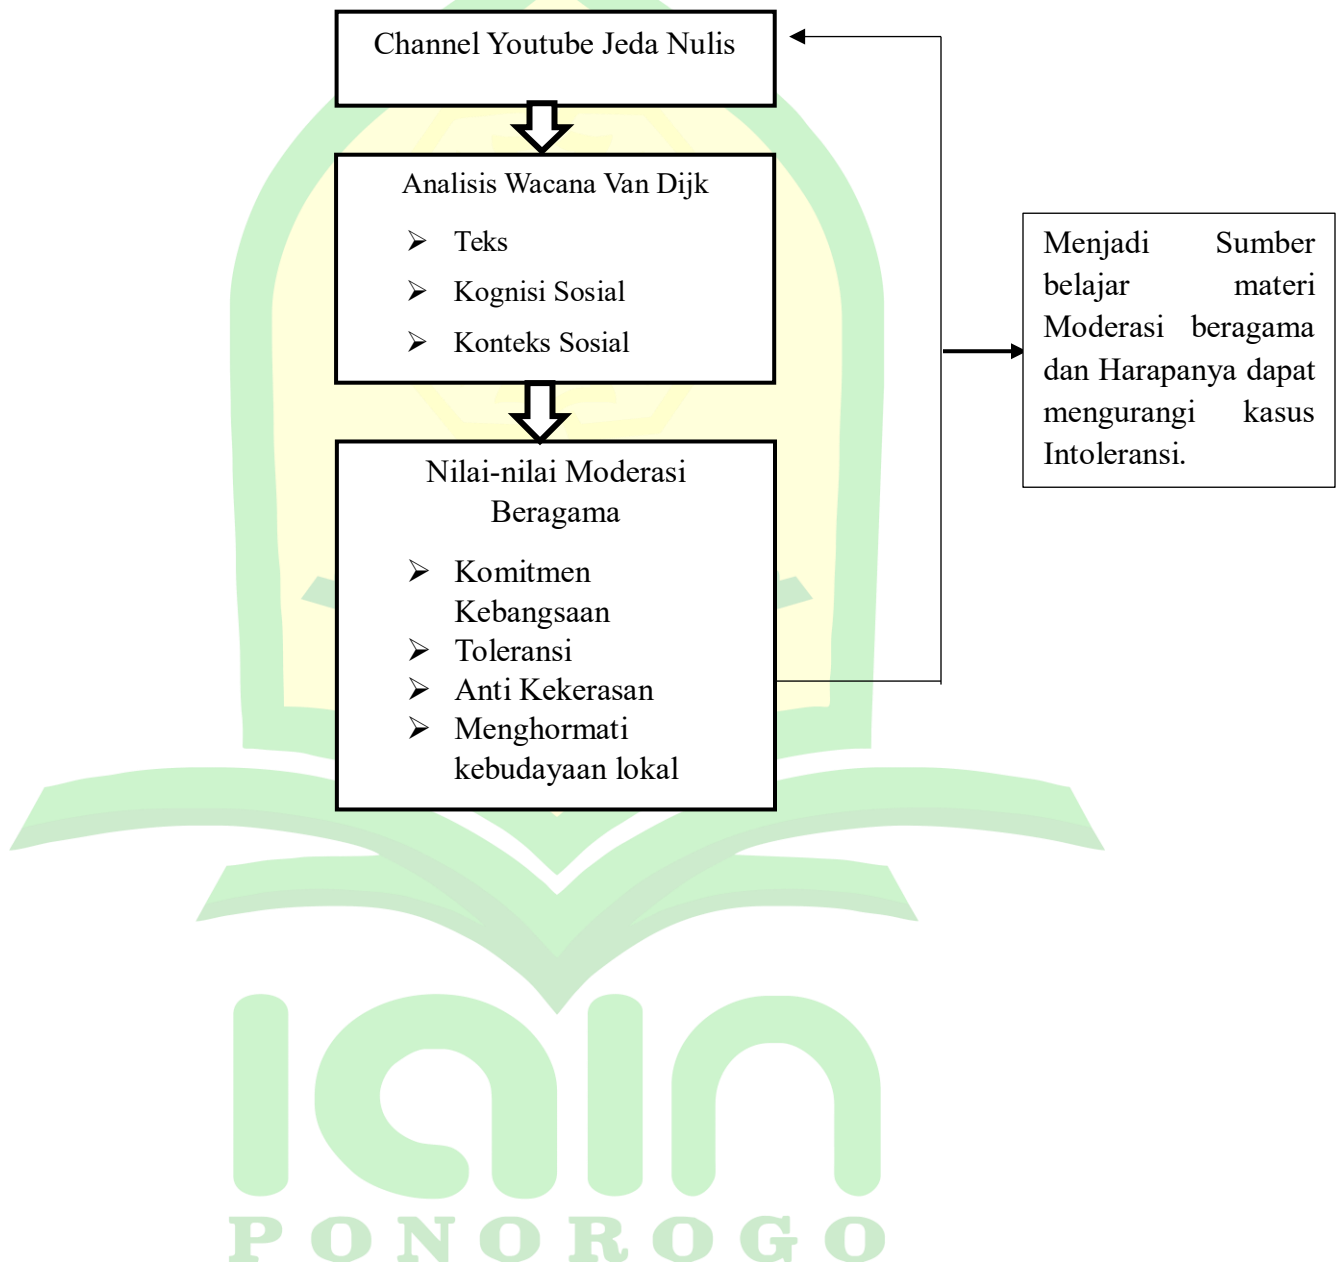 Channel Youtube Jeda Nulis
Analisis Wacana Van Dijk
➢ Teks
➢ Kognisi Sosial
➢ Konteks Sosial
Nilai-nilai Moderasi
Beragama
➢ Komitmen
Kebangsaan
➢ Toleransi
➢ Anti Kekerasan
➢ Menghormati
kebudayaan lokal
Menjadi Sumber
belajar materi
Moderasi beragama
dan Harapanya dapat
mengurangi kasus
Intoleransi.
iain
PONOROGO